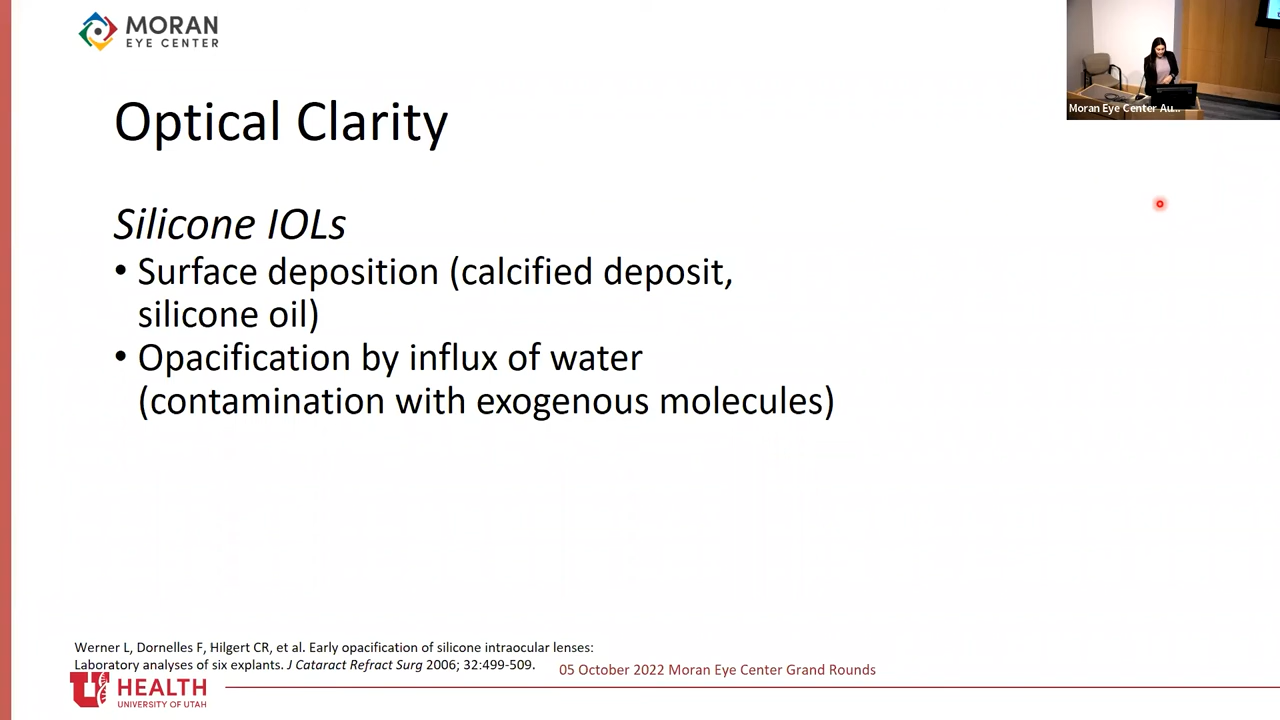 MORAN
EYE CENTER
Moran Eye Center Au...
Optical Clarity
Silicone IOLs
• Surface deposition (calcified deposit,
silicone oil)
• Opacification by influx of water
(contamination with exogenous molecules)
Werner L, Dornelles F, Hilgert CR, et al. Early opacification of silicone intraocular lenses:
Laboratory analyses of six explants. J Cataract Refract Surg 2006; 32:499-509.
05 October 2022 Moran Eye Center Grand Rounds
U HEALTH
UNIVERSITY OF UTAH